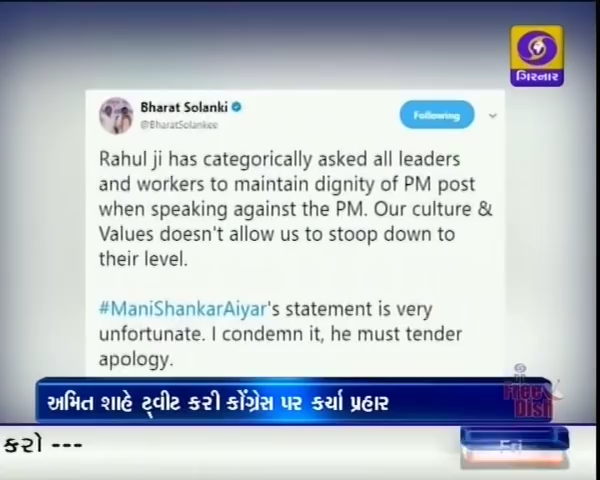 ગિરનાર
Bharat Solanki
@BharatSolankee
Following
Rahul ji has categorically asked all leaders
and workers to maintain dignity of PM post
when speaking against the PM. Our culture &
Values doesn't allow us to stoop down to
their level.
#ManiShankarAiyar's statement is very
unfortunate. I condemn it, he must tender
apology.
Free
Dish
અમિત શાહે ટ્વીટ કરી કોંગ્રેસ પર કર્યા પ્રહાર
કરો ---
Fri